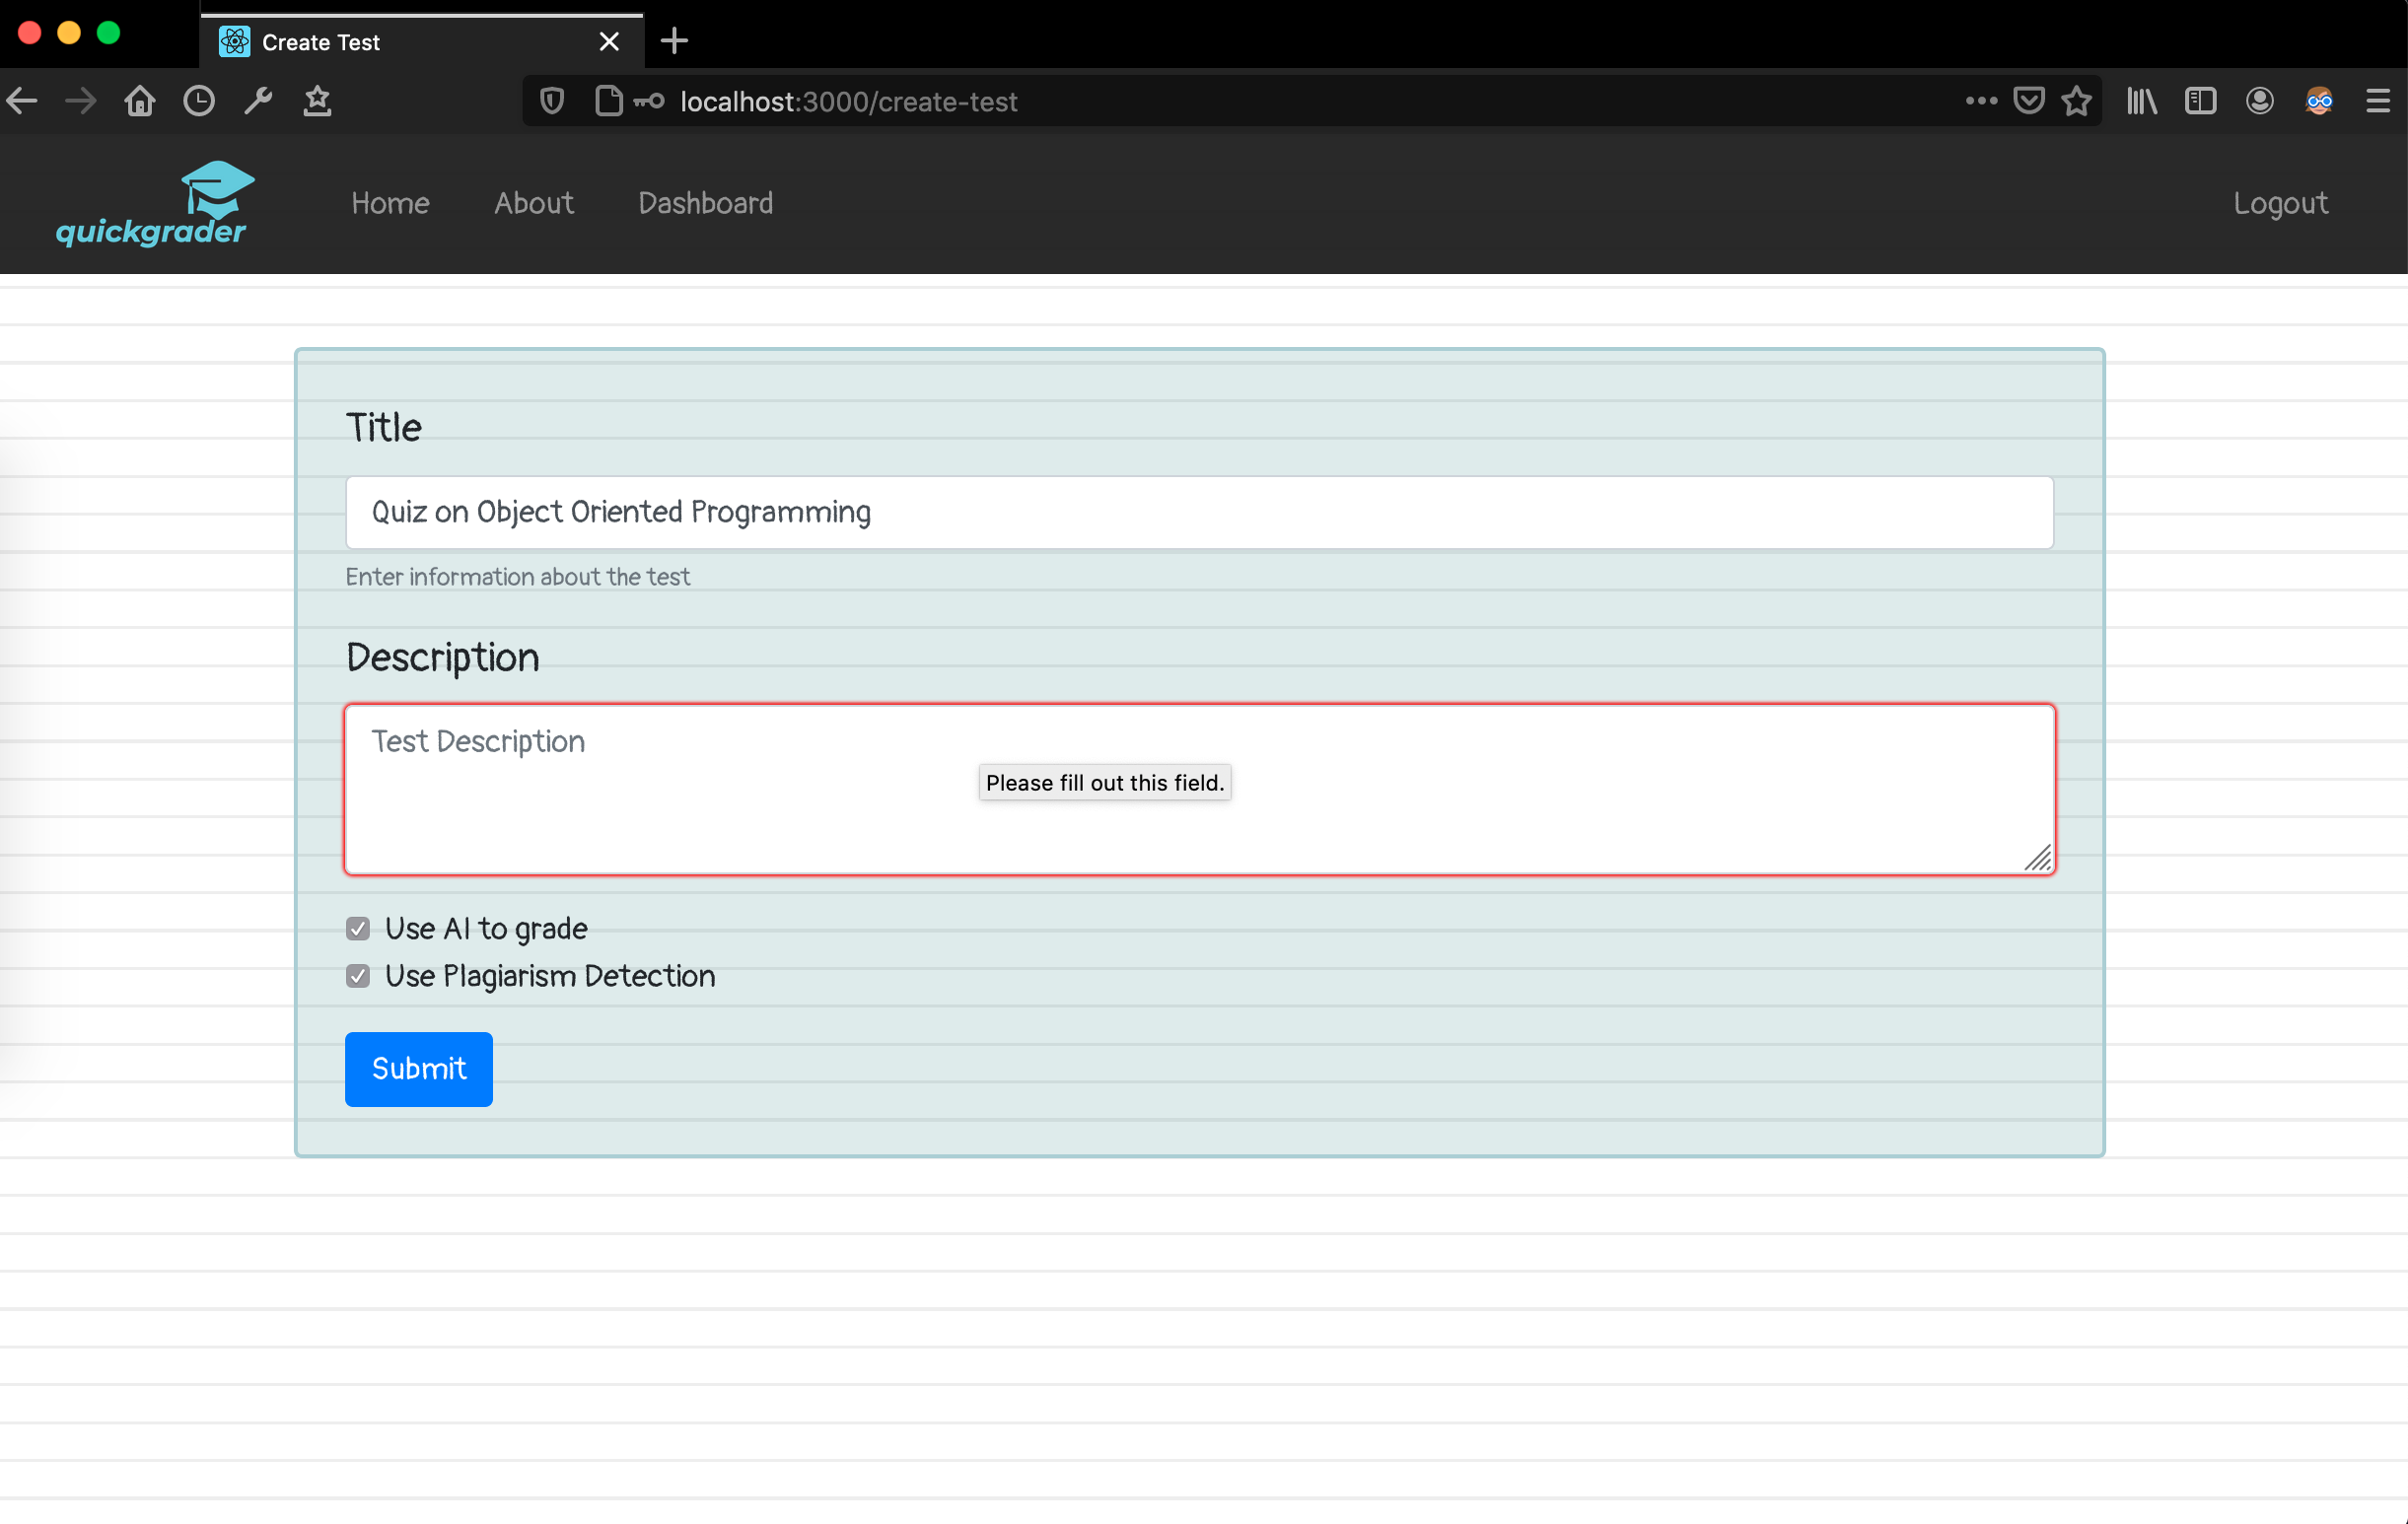 Create Test
localhost:3000/create-test
quickgrader
Home About Dashboard Logout
Title
Quiz on Object Oriented Programming
Enter information about the test
Description
Test Description
Please fill out this field.
Use AI to grade
Use Plagiarism Detection
Submit